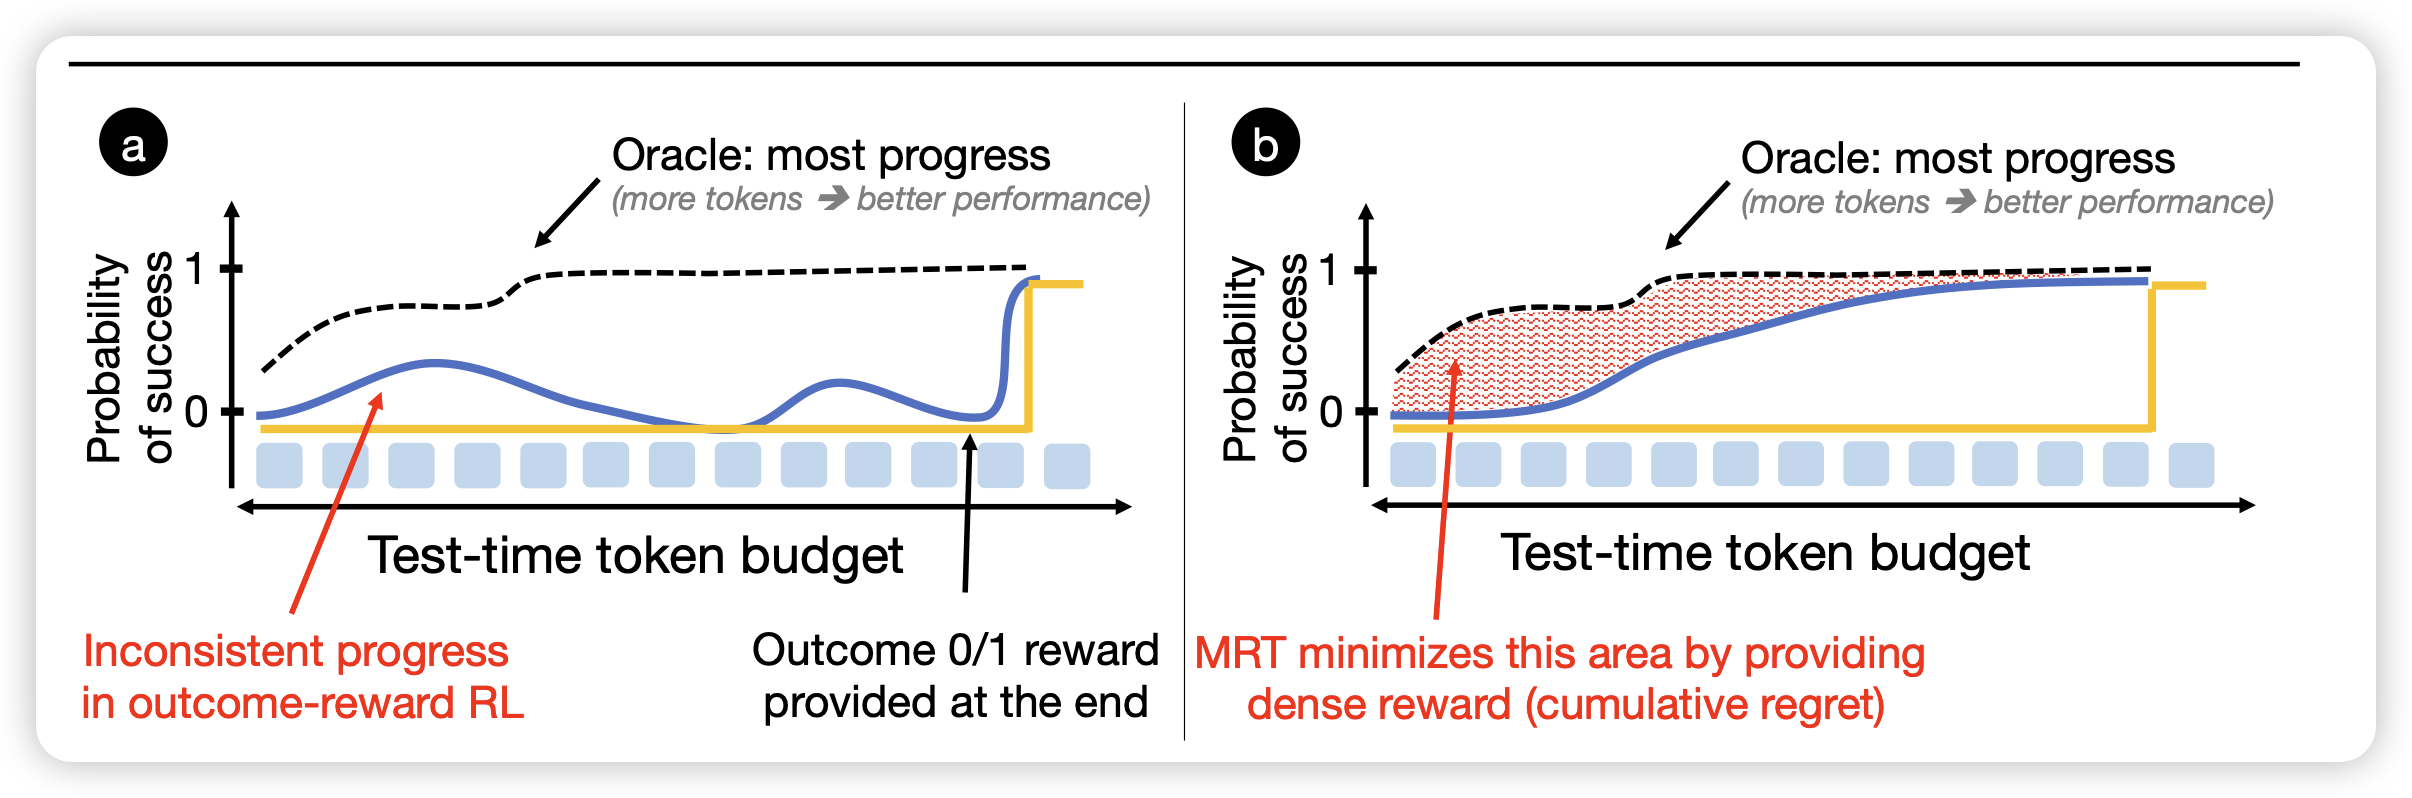 a
Oracle: most progress
(more tokens ➔ better performance)
Probability
of success
1
0
Test-time token budget
Inconsistent progress
in outcome-reward RL
Outcome 0/1 reward
provided at the end
b
Oracle: most progress
(more tokens ➔ better performance)
Probability
of success
1
0
Test-time token budget
MRT minimizes this area by providing
dense reward (cumulative regret)